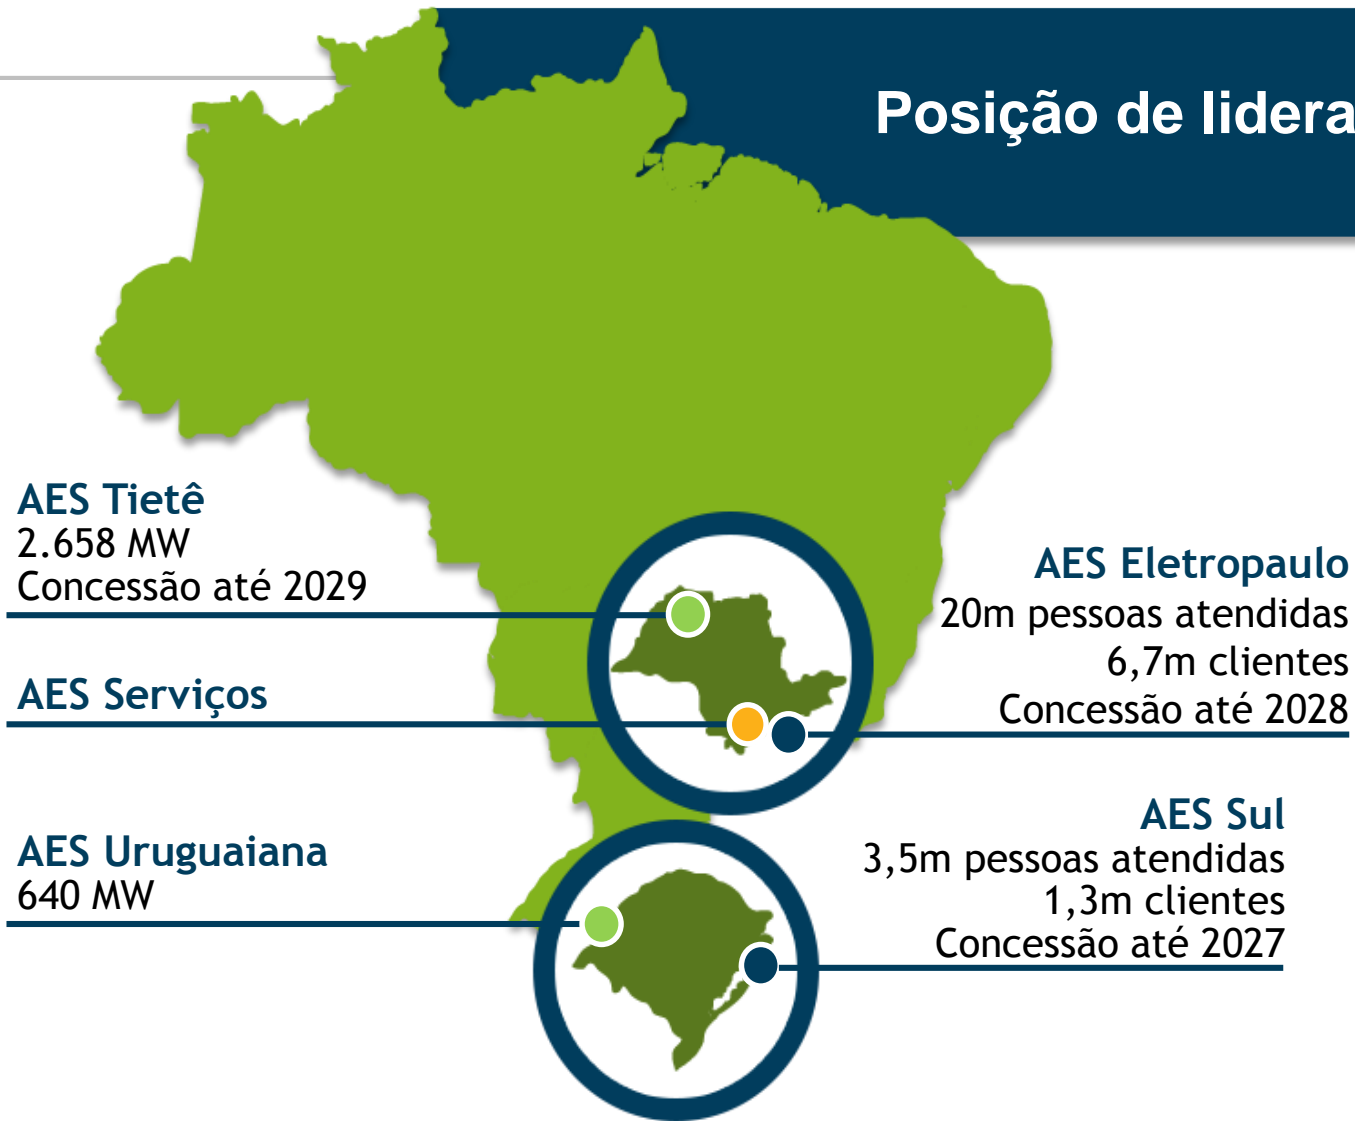 Posição de lidera
AES Tietê
2.658 MW
Concessão até 2029
AES Serviços
AES Uruguaiana
640 MW
AES Eletropaulo
20m pessoas atendidas
6,7m clientes
Concessão até 2028
AES Sul
3,5m pessoas atendidas
1,3m clientes
Concessão até 2027